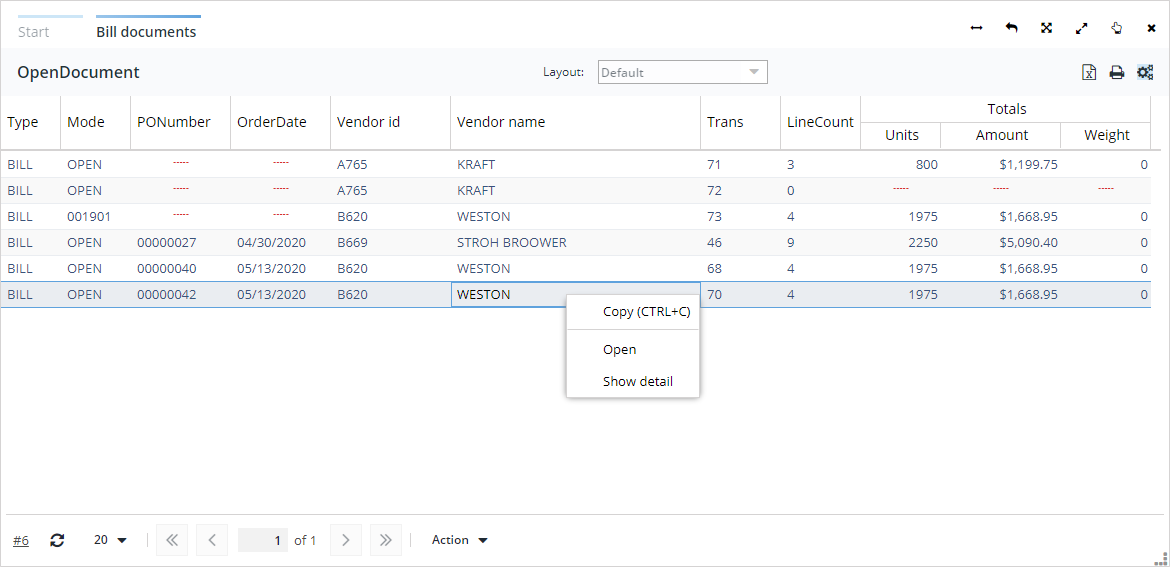 Start Bill documents
OpenDocument Layout: Default
Type Mode PONumber OrderDate Vendor id Vendor name Trans LineCount Totals
Units Amount Weight
BILL OPEN ----- ----- A765 KRAFT 71 3 800 $1,199.75 0
BILL OPEN ----- ----- A765 KRAFT 72 0 ----- ----- -----
BILL 001901 ----- ----- B620 WESTON 73 4 1975 $1,668.95 0
BILL OPEN 00000027 04/30/2020 B669 STROH BROOWER 46 9 2250 $5,090.40 0
BILL OPEN 00000040 05/13/2020 B620 WESTON 68 4 1975 $1,668.95 0
BILL OPEN 00000042 05/13/2020 B620 WESTON 70 4 1975 $1,668.95 0
Copy (CTRL+C)
Open
Show detail
#6 20 1 of 1 Action